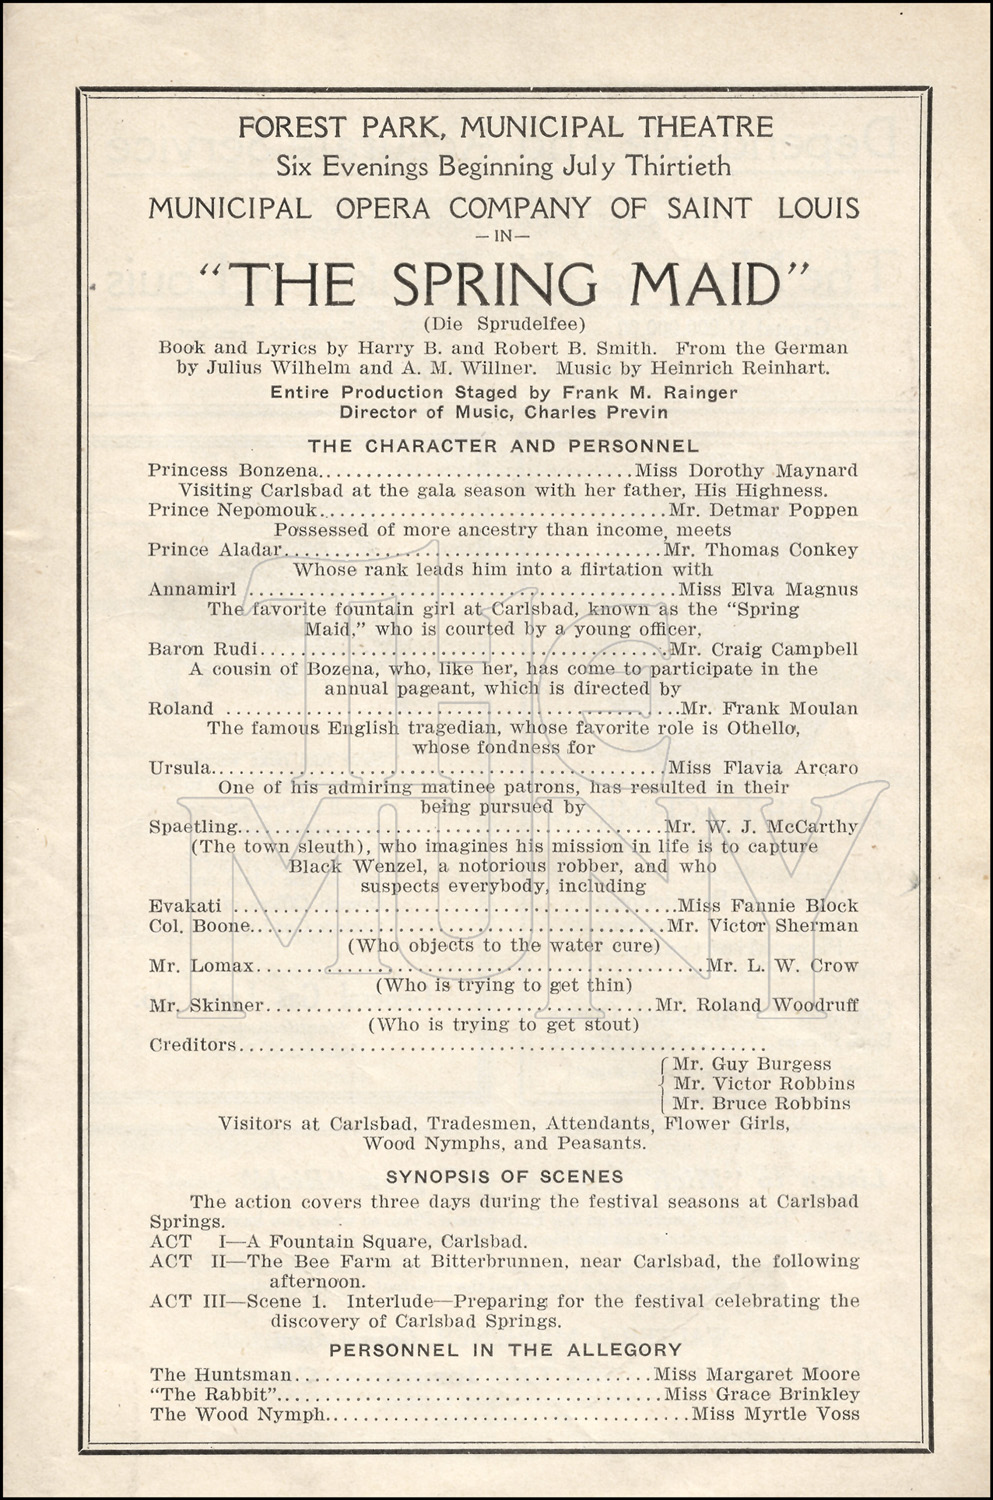 FOREST PARK, MUNICIPAL THEATRE
Six Evenings Beginning July Thirtieth
MUNICIPAL OPERA COMPANY OF SAINT LOUIS
—IN—
"THE SPRING MAID"
(Die Sprudelfee)
Book and Lyrics by Harry B. and Robert B. Smith. From the German
by Julius Wilhelm and A. M. Willner. Music by Heinrich Reinhart.
Entire Production Staged by Frank M. Rainger
Director of Music, Charles Previn
THE CHARACTER AND PERSONNEL
Princess Bonzena..............................Miss Dorothy Maynard
Visiting Carlsbad at the gala season with her father, His Highness.
Prince Nepomouk.................................Mr. Detmar Poppen
Possessed of more ancestry than income, meets
Prince Aladar....................................Mr. Thomas Conkey
Whose rank leads him into a flirtation with
Annamirl .........................................Miss Elva Magnus
The favorite fountain girl at Carlsbad, known as the "Spring
Maid," who is courted by a young officer,
Baron Rudi.......................................Mr. Craig Campbell
A cousin of Bozena, who, like her, has come to participate in the
annual pageant, which is directed by
Roland ............................................Mr. Frank Moulan
The famous English tragedian, whose favorite role is Othello,
whose fondness for
Ursula...........................................Miss Flavia Arcaro
One of his admiring matinee patrons, has resulted in their
being pursued by
Spaetling........................................Mr. W. J. McCarthy
(The town sleuth), who imagines his mission in life is to capture
Black Wenzel, a notorious robber, and who
suspects everybody, including
Evakati ..........................................Miss Fannie Block
Col. Boone.......................................Mr. Victor Sherman
(Who objects to the water cure)
Mr. Lomax...........................................Mr. L. W. Crow
(Who is trying to get thin)
Mr. Skinner.....................................Mr. Roland Woodruff
(Who is trying to get stout)
Creditors..................................................
Mr. Guy Burgess
Mr. Victor Robbins
Mr. Bruce Robbins
Visitors at Carlsbad, Tradesmen, Attendants, Flower Girls,
Wood Nymphs, and Peasants.
SYNOPSIS OF SCENES
The action covers three days during the festival seasons at Carlsbad
Springs.
ACT I—A Fountain Square, Carlsbad.
ACT II—The Bee Farm at Bitterbrunnen, near Carlsbad, the following
afternoon.
ACT III—Scene 1. Interlude—Preparing for the festival celebrating the
discovery of Carlsbad Springs.
PERSONNEL IN THE ALLEGORY
The Huntsman..................................Miss Margaret Moore
"The Rabbit".....................................Miss Grace Brinkley
The Wood Nymph...................................Miss Myrtle Voss
THE
MUNY